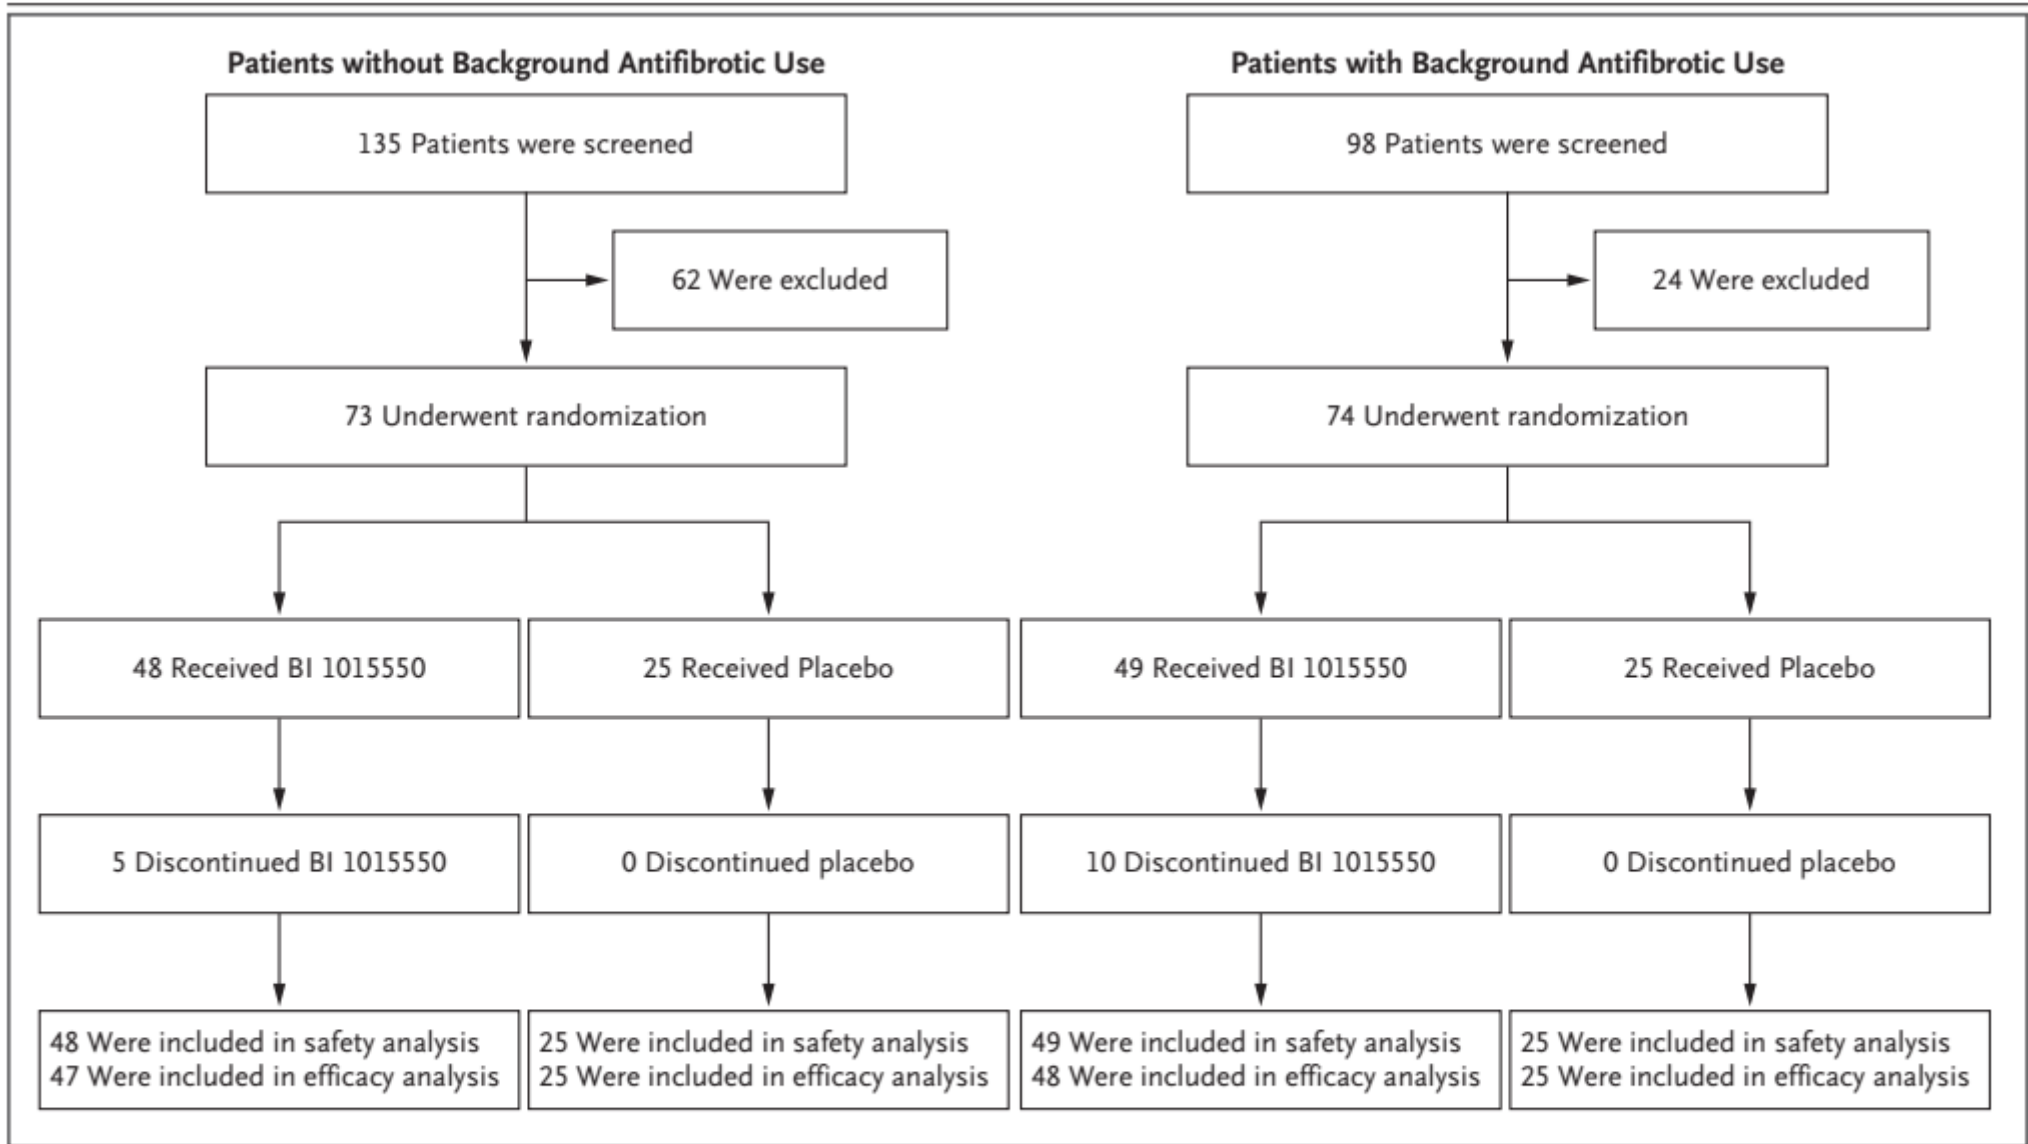 Patients without Background Antifibrotic Use
135 Patients were screened
62 Were excluded
73 Underwent randomization
48 Received BI 1015550
25 Received Placebo
5 Discontinued BI 1015550
0 Discontinued placebo
48 Were included in safety analysis
47 Were included in efficacy analysis
25 Were included in safety analysis
25 Were included in efficacy analysis
Patients with Background Antifibrotic Use
98 Patients were screened
24 Were excluded
74 Underwent randomization
49 Received BI 1015550
25 Received Placebo
10 Discontinued BI 1015550
0 Discontinued placebo
49 Were included in safety analysis
48 Were included in efficacy analysis
25 Were included in safety analysis
25 Were included in efficacy analysis